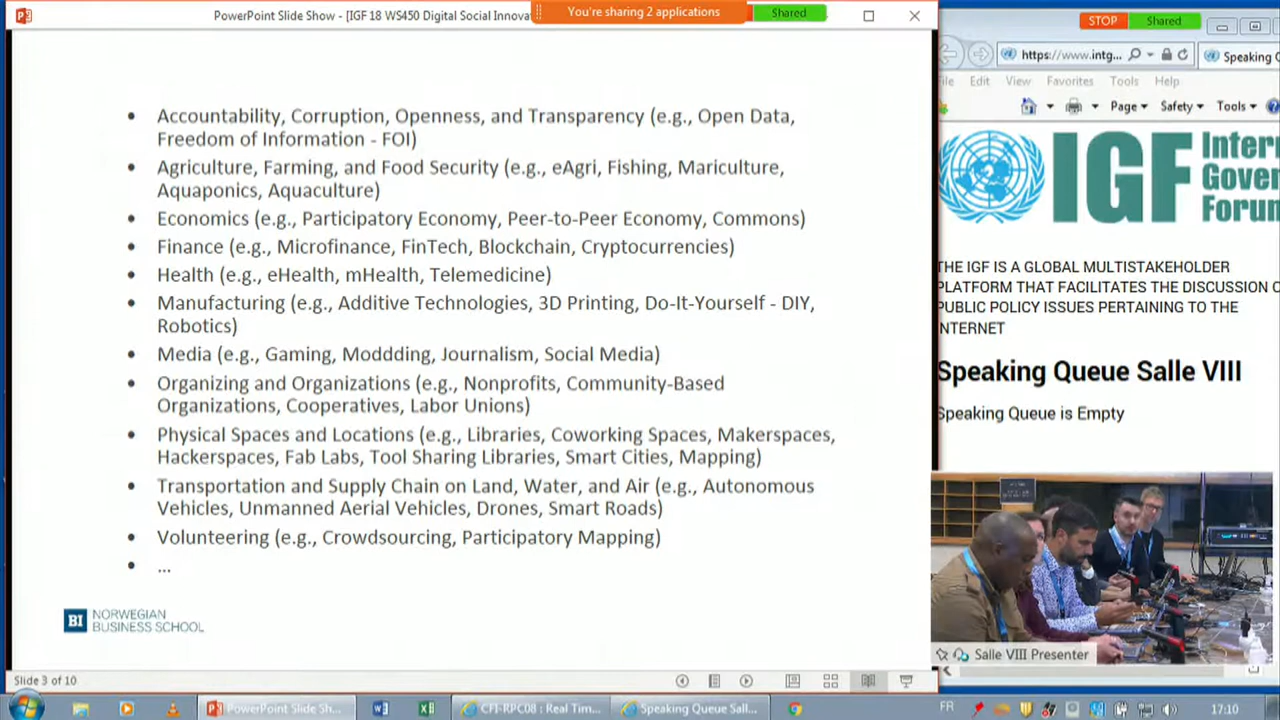 PowerPoint Slide Show - [IGF 18 WS450 Digital Social Innova
You're sharing 2 applications
Shared
STOP
Shared
https://www.intg...
Speaking Q
Edit
View
Favorites
Tools
Help
Page
Safety
Tools
IGF
Intern
Gover
Forum
THE IGF IS A GLOBAL MULTISTAKEHOLDER
PLATFORM THAT FACILITATES THE DISCUSSION O
PUBLIC POLICY ISSUES PERTAINING TO THE
INTERNET
Speaking Queue Salle VIII
Speaking Queue is Empty
• Accountability, Corruption, Openness, and Transparency (e.g., Open Data,
Freedom of Information - FOI)
• Agriculture, Farming, and Food Security (e.g., eAgri, Fishing, Mariculture,
Aquaponics, Aquaculture)
• Economics (e.g., Participatory Economy, Peer-to-Peer Economy, Commons)
• Finance (e.g., Microfinance, FinTech, Blockchain, Cryptocurrencies)
• Health (e.g., eHealth, mHealth, Telemedicine)
• Manufacturing (e.g., Additive Technologies, 3D Printing, Do-It-Yourself - DIY,
Robotics)
• Media (e.g., Gaming, Moddding, Journalism, Social Media)
• Organizing and Organizations (e.g., Nonprofits, Community-Based
Organizations, Cooperatives, Labor Unions)
• Physical Spaces and Locations (e.g., Libraries, Coworking Spaces, Makerspaces,
Hackerspaces, Fab Labs, Tool Sharing Libraries, Smart Cities, Mapping)
• Transportation and Supply Chain on Land, Water, and Air (e.g., Autonomous
Vehicles, Unmanned Aerial Vehicles, Drones, Smart Roads)
• Volunteering (e.g., Crowdsourcing, Participatory Mapping)
• ...
BI NORWEGIAN
BUSINESS SCHOOL
Salle VIII Presenter
Slide 3 of 10
PowerPoint Slide Sh...
CFI-RPC08 : Real Tim...
Speaking Queue Sall...
FR
17:10